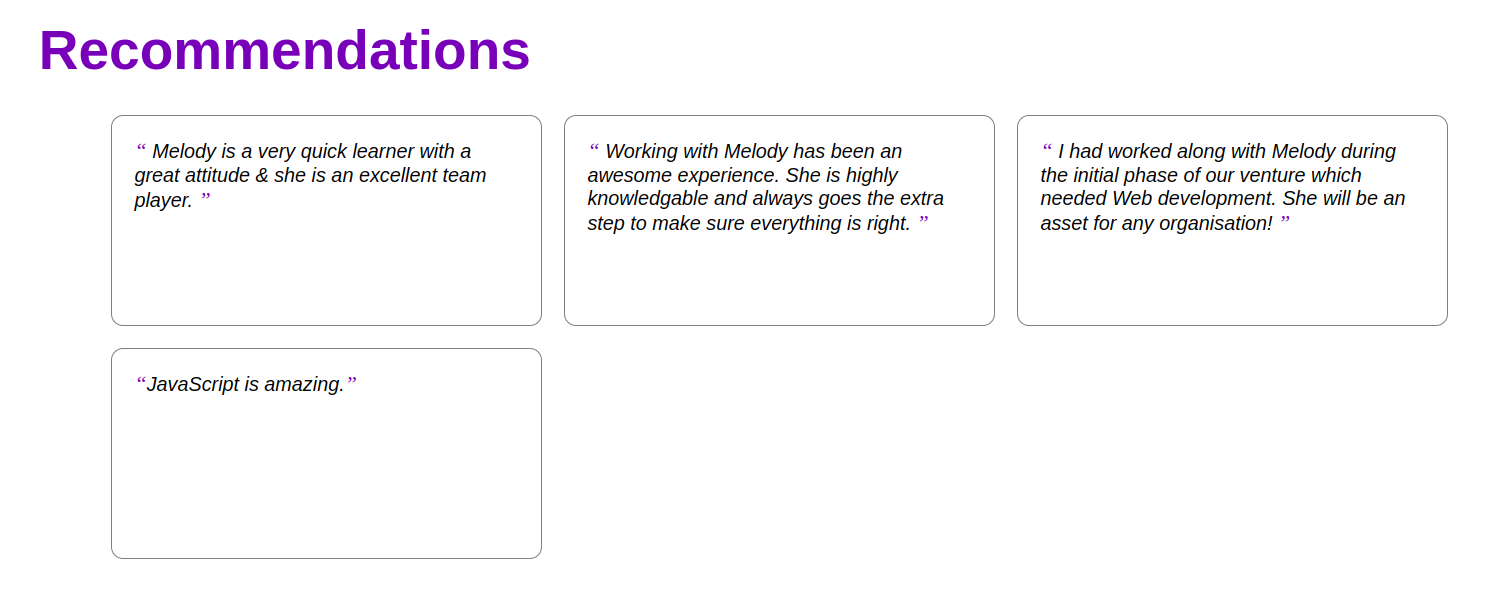 Recommendations
“ Melody is a very quick learner with a
great attitude & she is an excellent team
player. ”
“ Working with Melody has been an
awesome experience. She is highly
knowledgable and always goes the extra
step to make sure everything is right. ”
“ I had worked along with Melody during
the initial phase of our venture which
needed Web development. She will be an
asset for any organisation! ”
“JavaScript is amazing.”